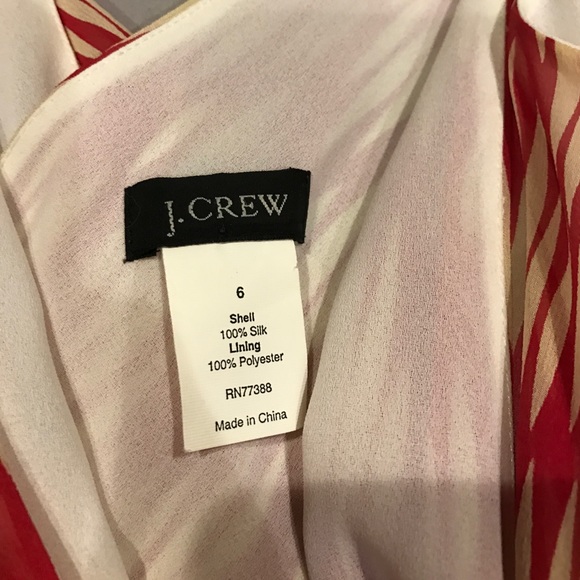 J.CREW
6
Shell
100% Silk
Lining
100% Polyester
RN77388
Made in China